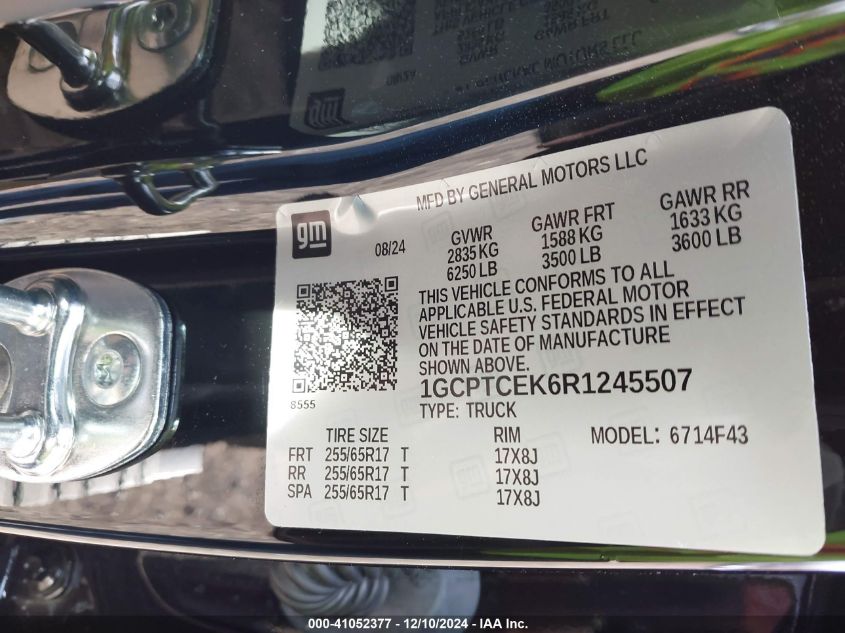 MFD BY GENERAL MOTORS LLC
gm
08/24
GVWR
2835 KG
6250 LB
GAWR FRT
1588 KG
3500 LB
GAWR RR
1633 KG
3600 LB
THIS VEHICLE CONFORMS TO ALL
APPLICABLE U.S. FEDERAL MOTOR
VEHICLE SAFETY STANDARDS IN EFFECT
ON THE DATE OF MANUFACTURE
SHOWN ABOVE.
8555
1GCPTCEK6R1245507
TYPE: TRUCK
TIRE SIZE RIM MODEL: 6714F43
FRT 255/65R17 T 17X8J
RR 255/65R17 T 17X8J
SPA 255/65R17 T 17X8J
000-41052377 — 12/10/2024 — IAA Inc.